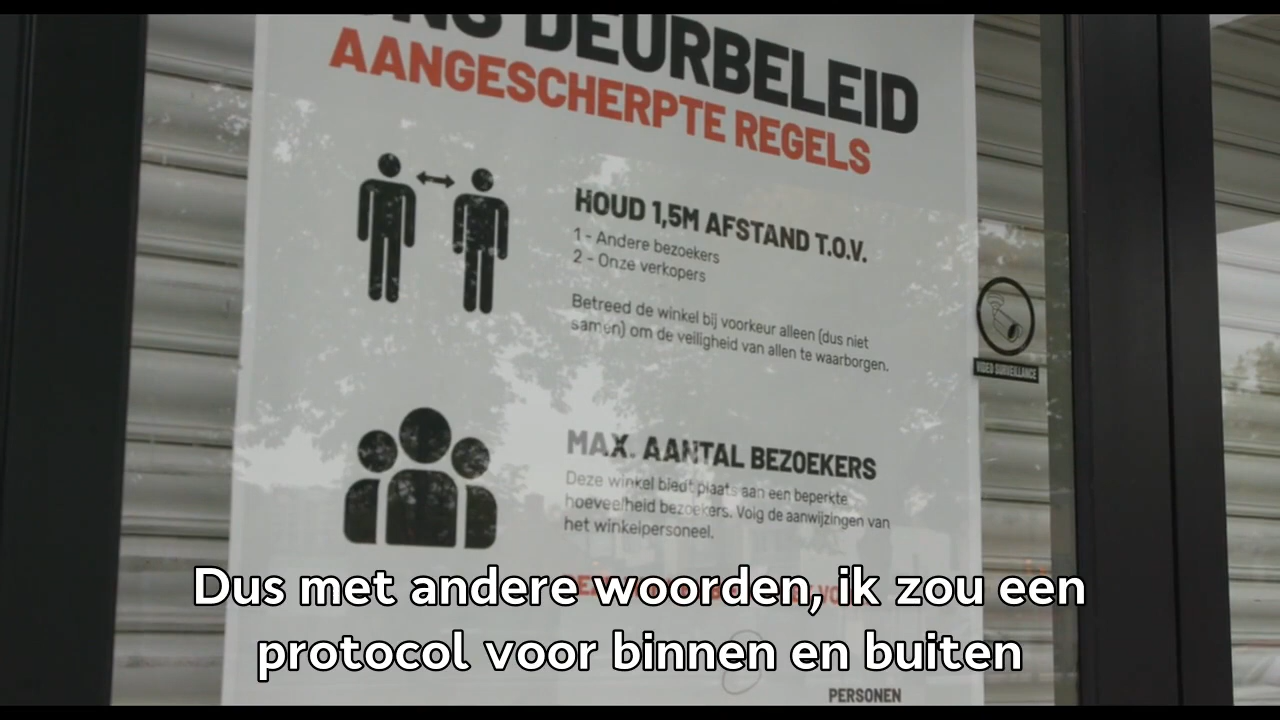 DEURBELEID
AANGESCHERPTE REGELS
HOUD 1,5M AFSTAND T.O.V.
1 - Andere bezoekers
2 - Onze verkopers
Betreed de winkel bij voorkeur alleen (dus niet
samen) om de veiligheid van allen te waarborgen.
VIDEO SURVEILLANCE
MAX. AANTAL BEZOEKERS
Deze winkel biedt plaats aan een beperkte
hoeveelheid bezoekers. Volg de aanwijzingen van
het winkelpersoneel.
Dus met andere woorden, ik zou een
protocol voor binnen en buiten
PERSONEN